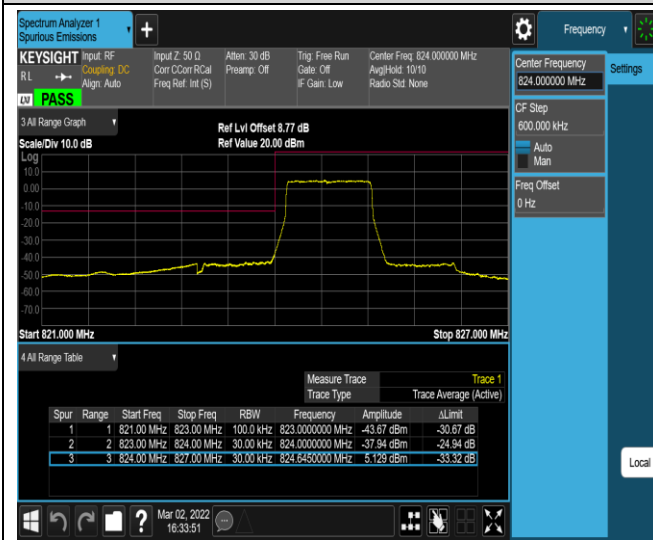 Spectrum Analyzer 1
Spurious Emissions
+
Frequency
KEYSIGHT Input: RF Input Z: 50 Ω Atten: 30 dB Trig: Free Run Center Freq: 824.000000 MHz
RL Coupling: DC Corr CCorr RCal Preamp: Off Gate: Off Avg|Hold: 10/10
Align: Auto Freq Ref: Int (S) IF Gain: Low Radio Std: None
LXI PASS
Center Frequency
824.000000 MHz
Settings
CF Step
600.000 kHz
Auto
Man
Freq Offset
0 Hz
3 All Range Graph
Ref Lvl Offset 8.77 dB
Scale/Div 10.0 dB Ref Value 20.00 dBm
Log
10.0
0.00
-10.0
-20.0
-30.0
-40.0
-50.0
-60.0
-70.0
Start 821.000 MHz Stop 827.000 MHz
4 All Range Table
Measure Trace Trace 1
Trace Type Trace Average (Active)
Spur Range Start Freq Stop Freq RBW Frequency Amplitude ΔLimit
1 1 821.00 MHz 823.00 MHz 100.0 kHz 823.0000000 MHz -43.67 dBm -30.67 dB
2 2 823.00 MHz 824.00 MHz 30.00 kHz 824.0000000 MHz -37.94 dBm -24.94 dB
3 3 824.00 MHz 827.00 MHz 30.00 kHz 824.6450000 MHz 5.129 dBm -33.32 dB
Local
?
Mar 02, 2022
16:33:51